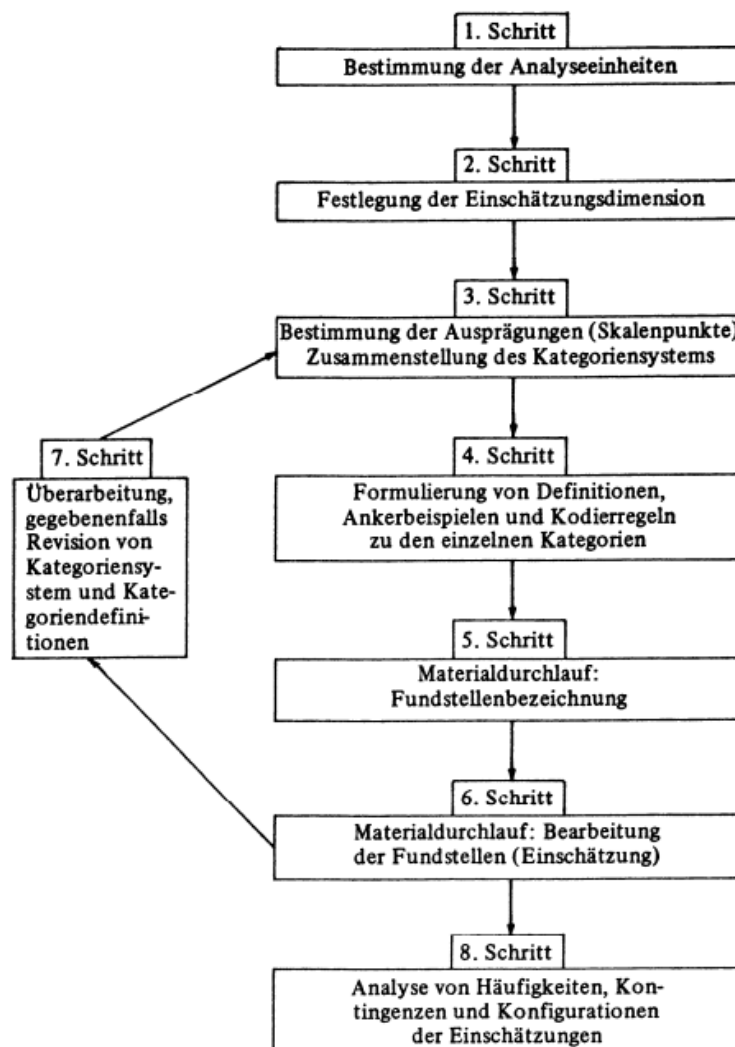 1. Schritt
Bestimmung der Analyseeinheiten
2. Schritt
Festlegung der Einschätzungsdimension
3. Schritt
Bestimmung der Ausprägungen (Skalenpunkte)
Zusammenstellung des Kategoriensystems
4. Schritt
Formulierung von Definitionen,
Ankerbeispielen und Kodierregeln
zu den einzelnen Kategorien
5. Schritt
Materialdurchlauf:
Fundstellenbezeichnung
6. Schritt
Materialdurchlauf: Bearbeitung
der Fundstellen (Einschätzung)
7. Schritt
Überarbeitung,
gegebenenfalls
Revision von
Kategoriensy-
stem und Kate-
goriendefini-
tionen
8. Schritt
Analyse von Häufigkeiten, Kon-
tingenzen und Konfigurationen
der Einschätzungen